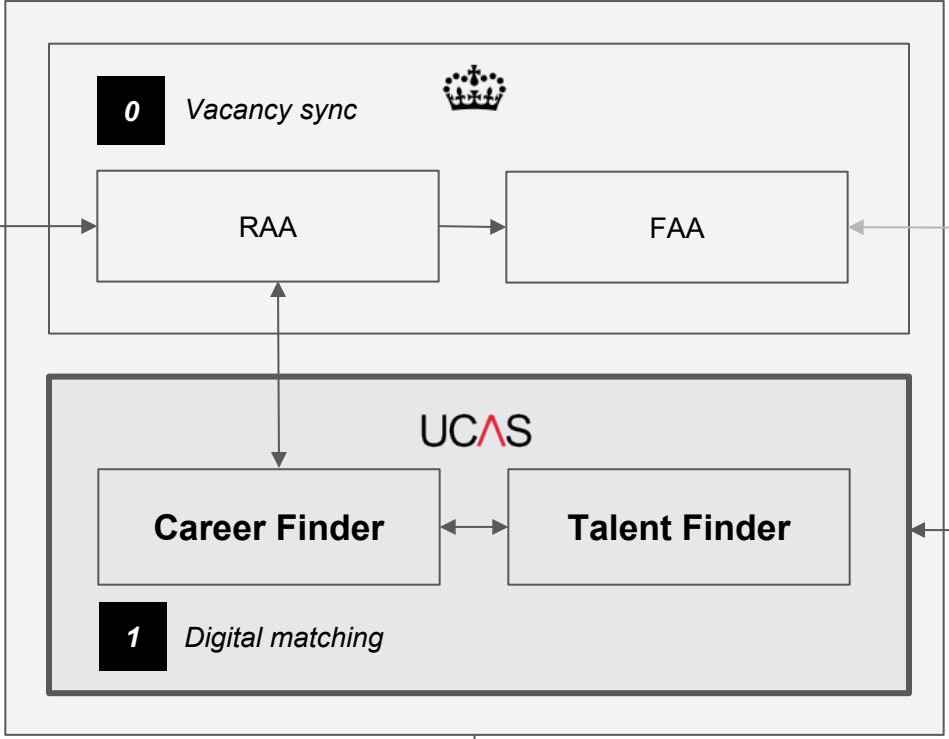 0 Vacancy sync
RAA FAA
UCAS
Career Finder Talent Finder
1 Digital matching